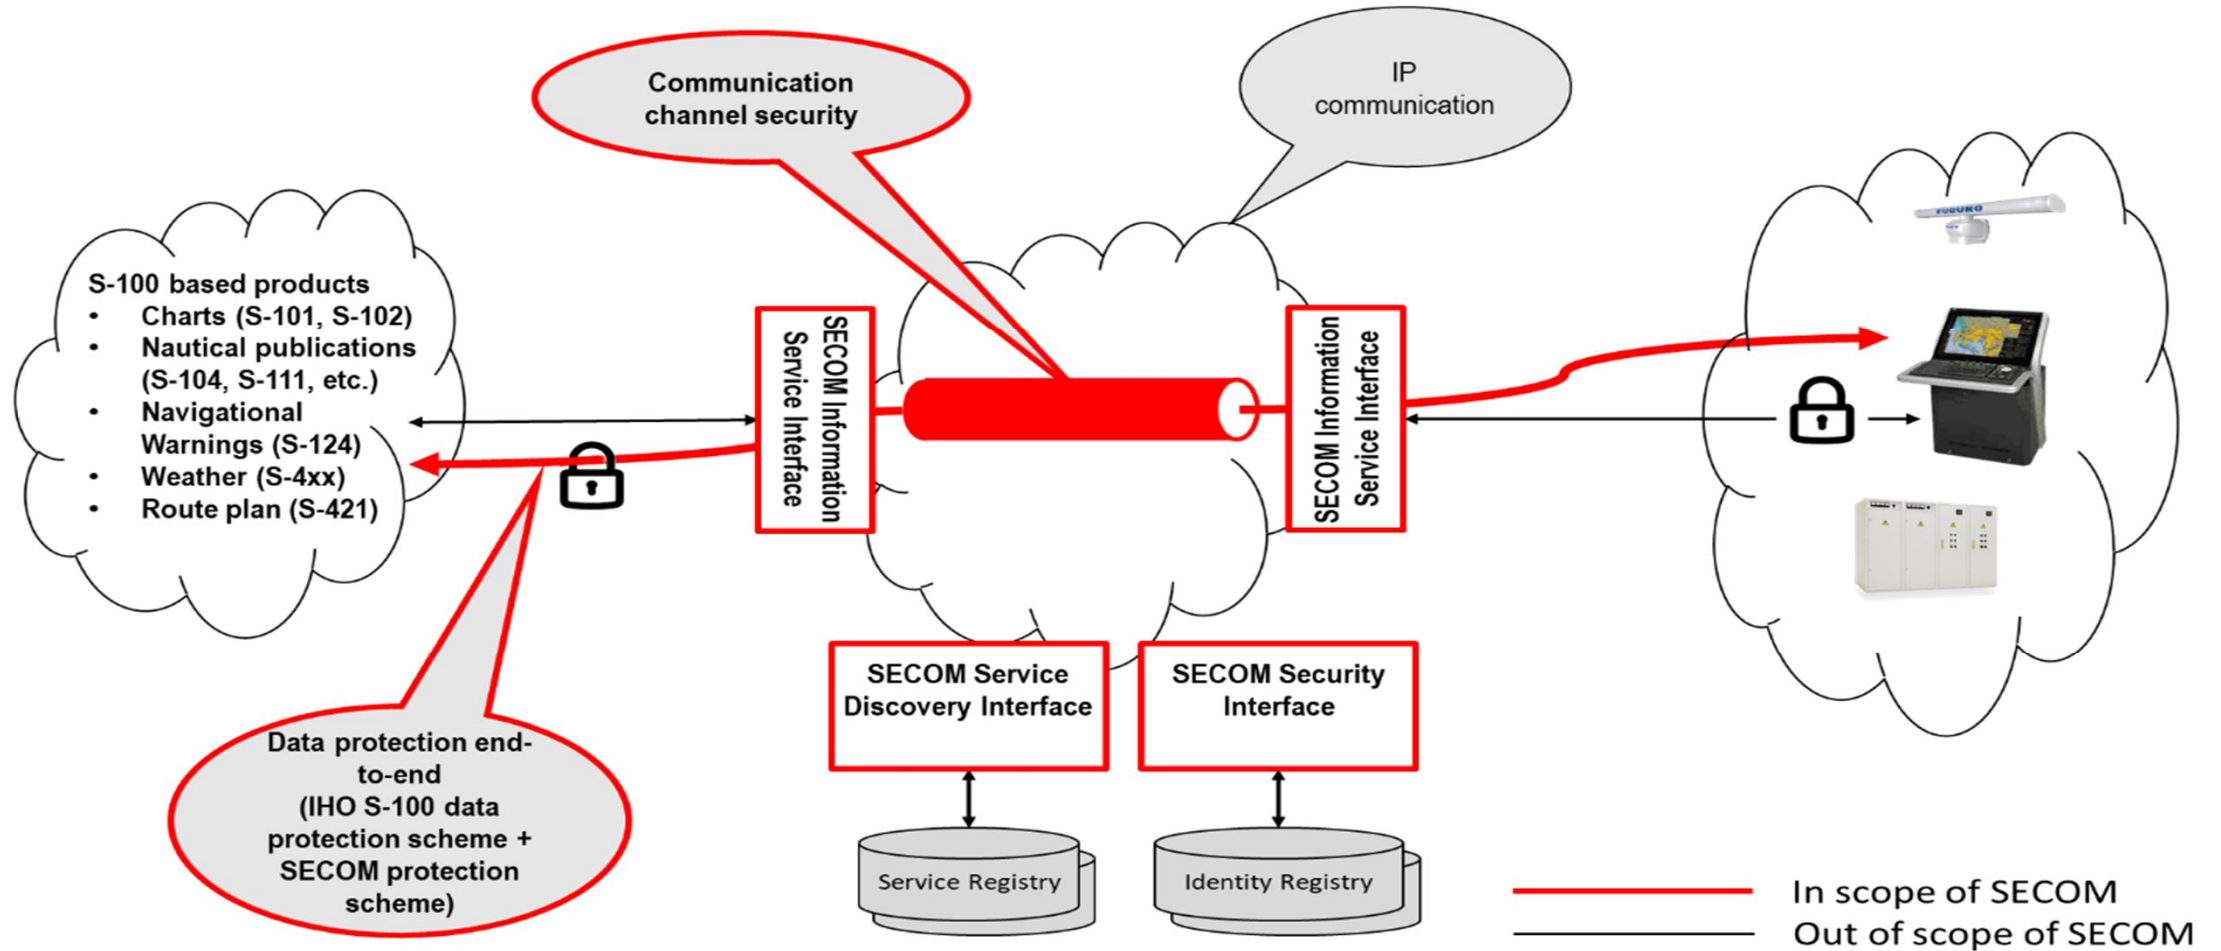 Communication
channel security
IP
communication
FURUNO
S-100 based products
• Charts (S-101, S-102)
• Nautical publications
(S-104, S-111, etc.)
• Navigational
Warnings (S-124)
• Weather (S-4xx)
• Route plan (S-421)
SECOM Information
Service Interface
SECOM Information
Service Interface
SECOM Service
Discovery Interface
SECOM Security
Interface
Data protection end-
to-end
(IHO S-100 data
protection scheme +
SECOM protection
scheme)
Service Registry
Identity Registry
In scope of SECOM
Out of scope of SECOM